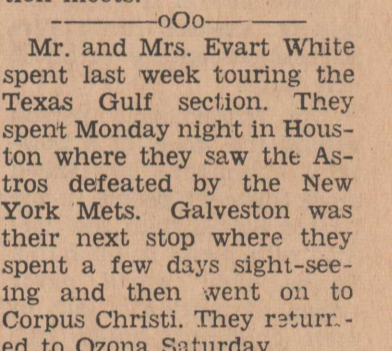 tion meets.
———oOo———
Mr. and Mrs. Evart White
spent last week touring the
Texas Gulf section. They
spent Monday night in Hous-
ton where they saw the As-
tros defeated by the New
York Mets. Galveston was
their next stop where they
spent a few days sight-see-
ing and then went on to
Corpus Christi. They return-
ed to Ozona Saturday